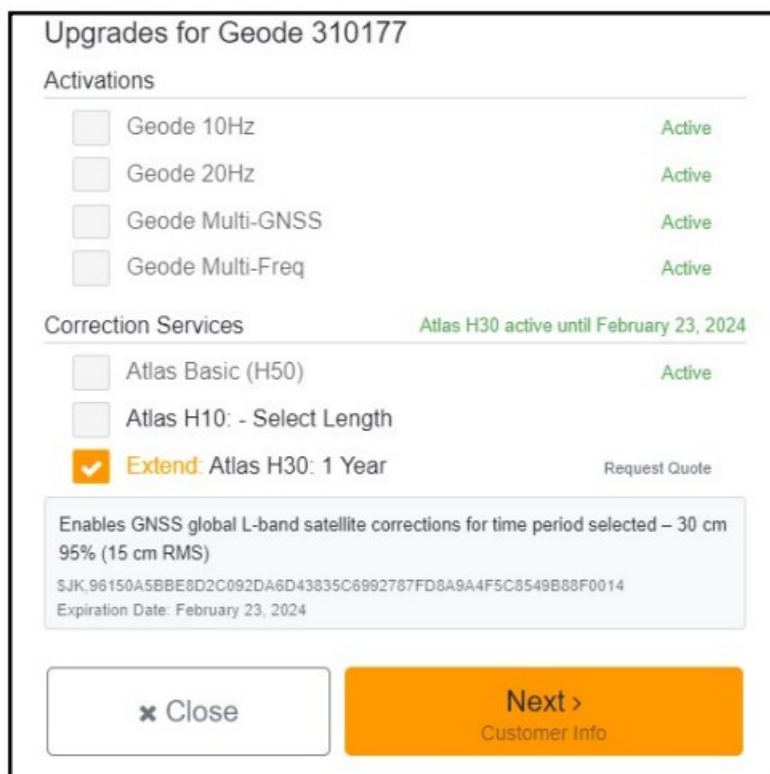 Upgrades for Geode 310177
Activations
Geode 10Hz Active
Geode 20Hz Active
Geode Multi-GNSS Active
Geode Multi-Freq Active
Correction Services Atlas H30 active until February 23, 2024
Atlas Basic (H50) Active
Atlas H10: - Select Length
Extend: Atlas H30: 1 Year Request Quote
Enables GNSS global L-band satellite corrections for time period selected – 30 cm
95% (15 cm RMS)
$JK,96150A5BBE8D2C092DA6D43835C6992787FD8A9A4F5C8549B88F0014
Expiration Date: February 23, 2024
× Close
Next ›
Customer Info